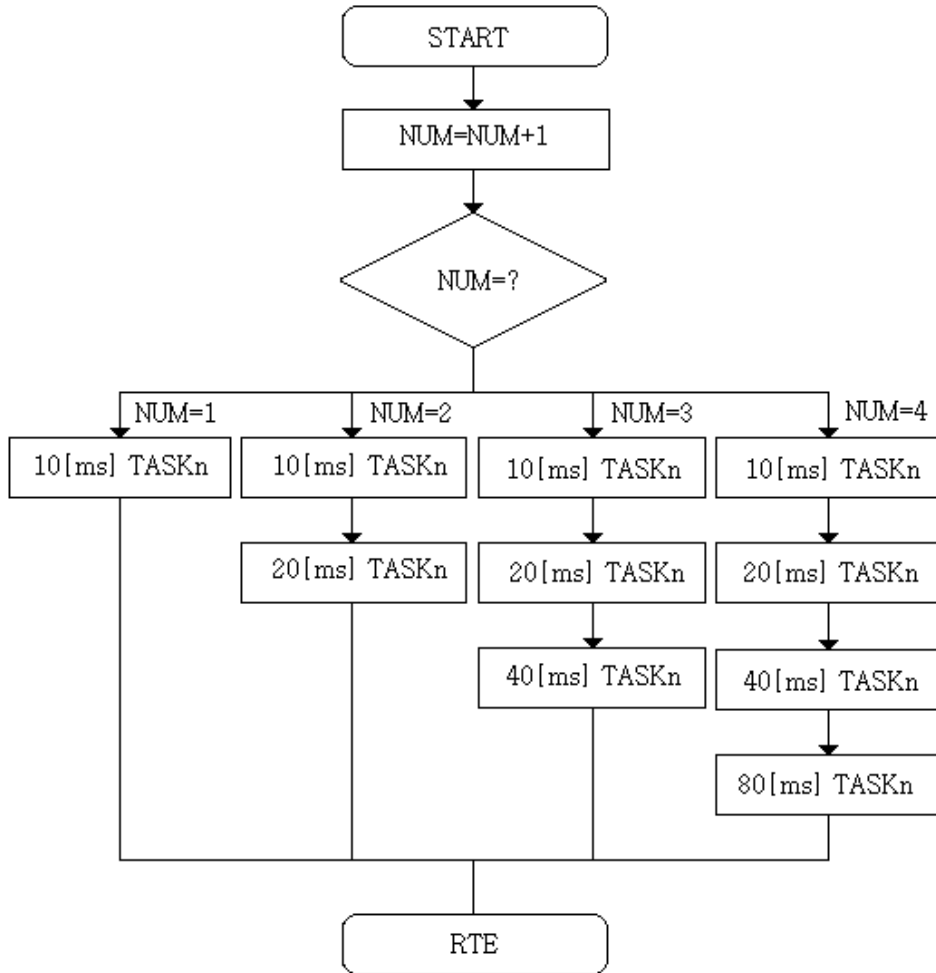 START
NUM=NUM+1
NUM=?
NUM=1
NUM=2
NUM=3
NUM=4
10[ms] TASKn
10[ms] TASKn
10[ms] TASKn
10[ms] TASKn
20[ms] TASKn
20[ms] TASKn
20[ms] TASKn
40[ms] TASKn
40[ms] TASKn
80[ms] TASKn
RTE